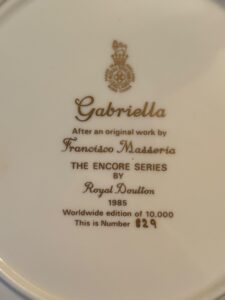 Gabriella
After an original work by
Francisco Masseria
THE ENCORE SERIES
BY
Royal Doulton
1985
Worldwide edition of 10,000
This is Number 829